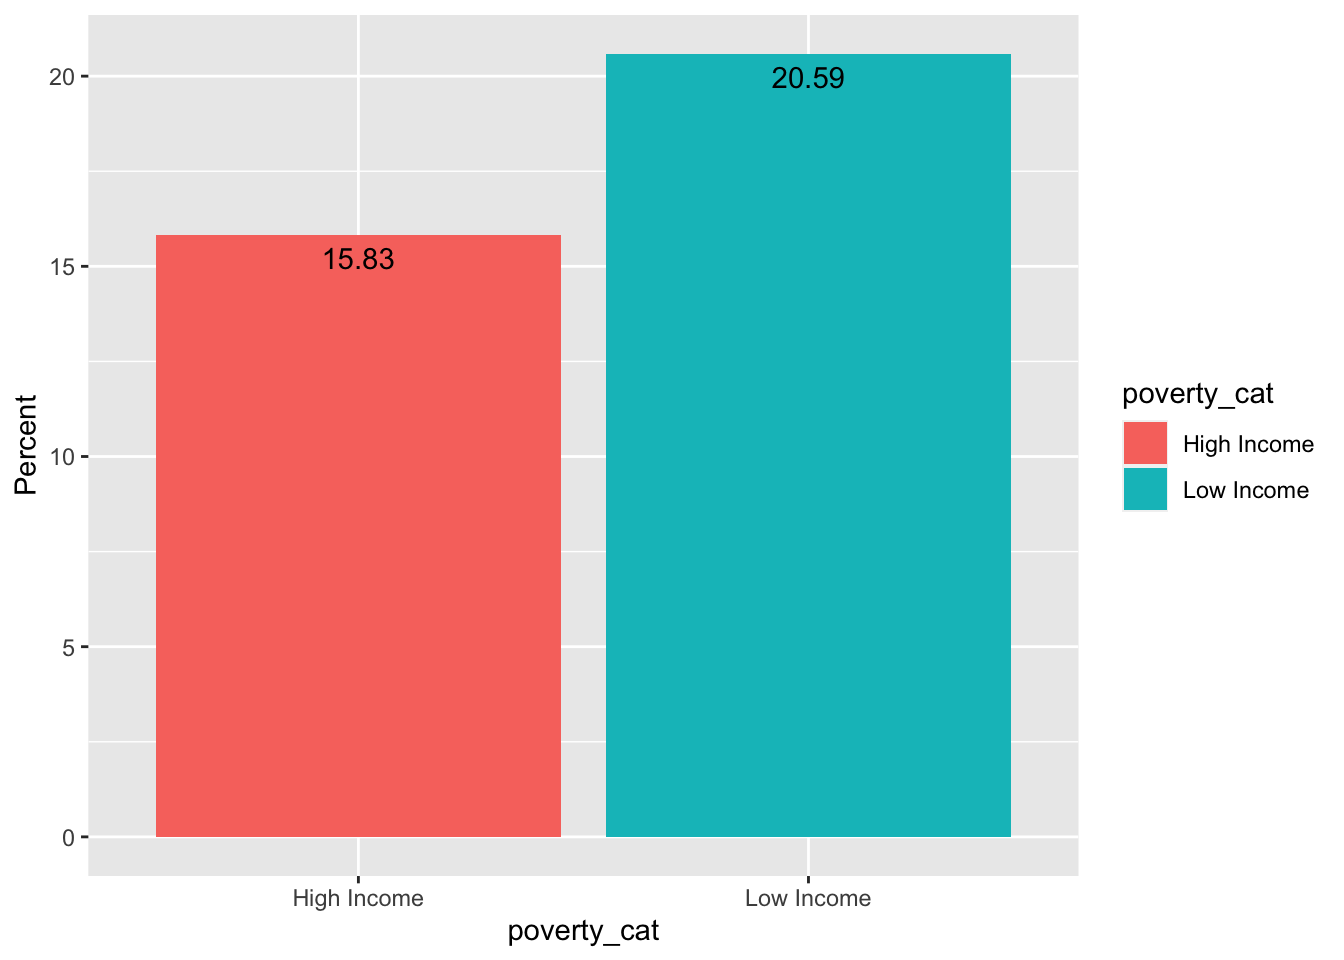 Percent
20
15
10
5
0
15.83
20.59
High Income
Low Income
poverty_cat
poverty_cat
High Income
Low Income